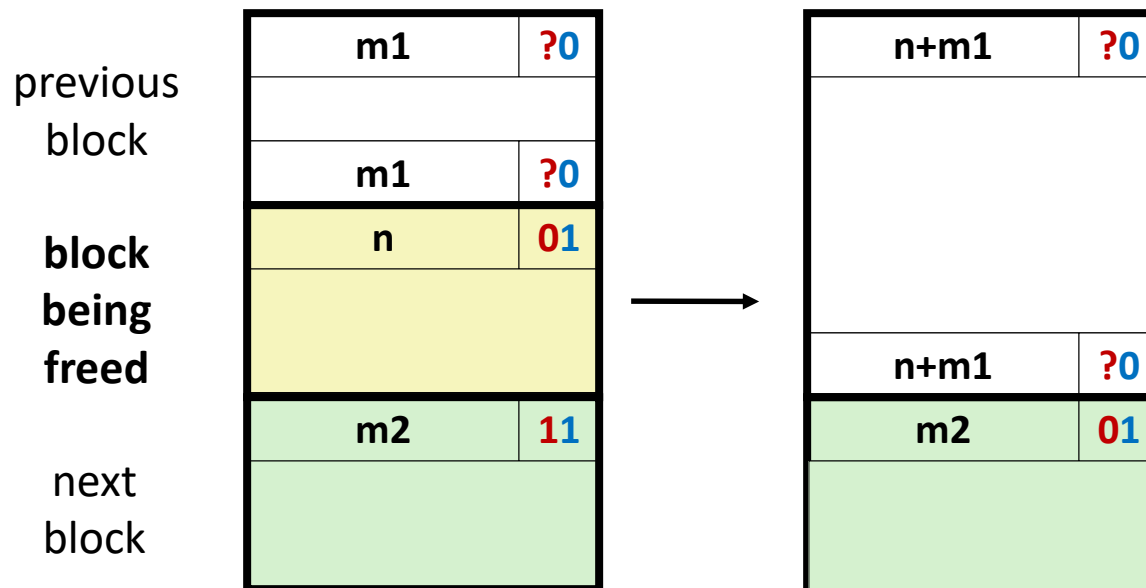 m1 ?0 n+m1 ?0
previous
block
m1 ?0
block
being
freed
n 01
n+m1 ?0
m2 11 m2 01
next
block